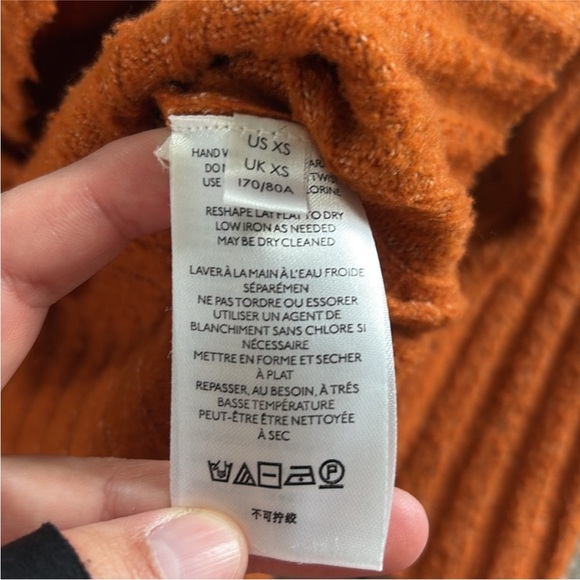 US XS
UK XS
170/80A
HAND
USE
RESHAPE LAY FLAT TO DRY
LOW IRON AS NEEDED
MAY BE DRY CLEANED
LAVER À LA MAIN À L'EAU FROIDE
SÉPARÉMEN
NE PAS TORDRE OU ESSORER
UTILISER UN AGENT DE
BLANCHIMENT SANS CHLORE SI
NÉCESSAIRE
METTRE EN FORME ET SECHER
À PLAT
REPASSER, AU BESOIN, À TRÉS
BASSE TEMPÉRATURE
PEUT-ÊTRE ÊTRE NETTOYÉE
À SEC
P
不可拧绞